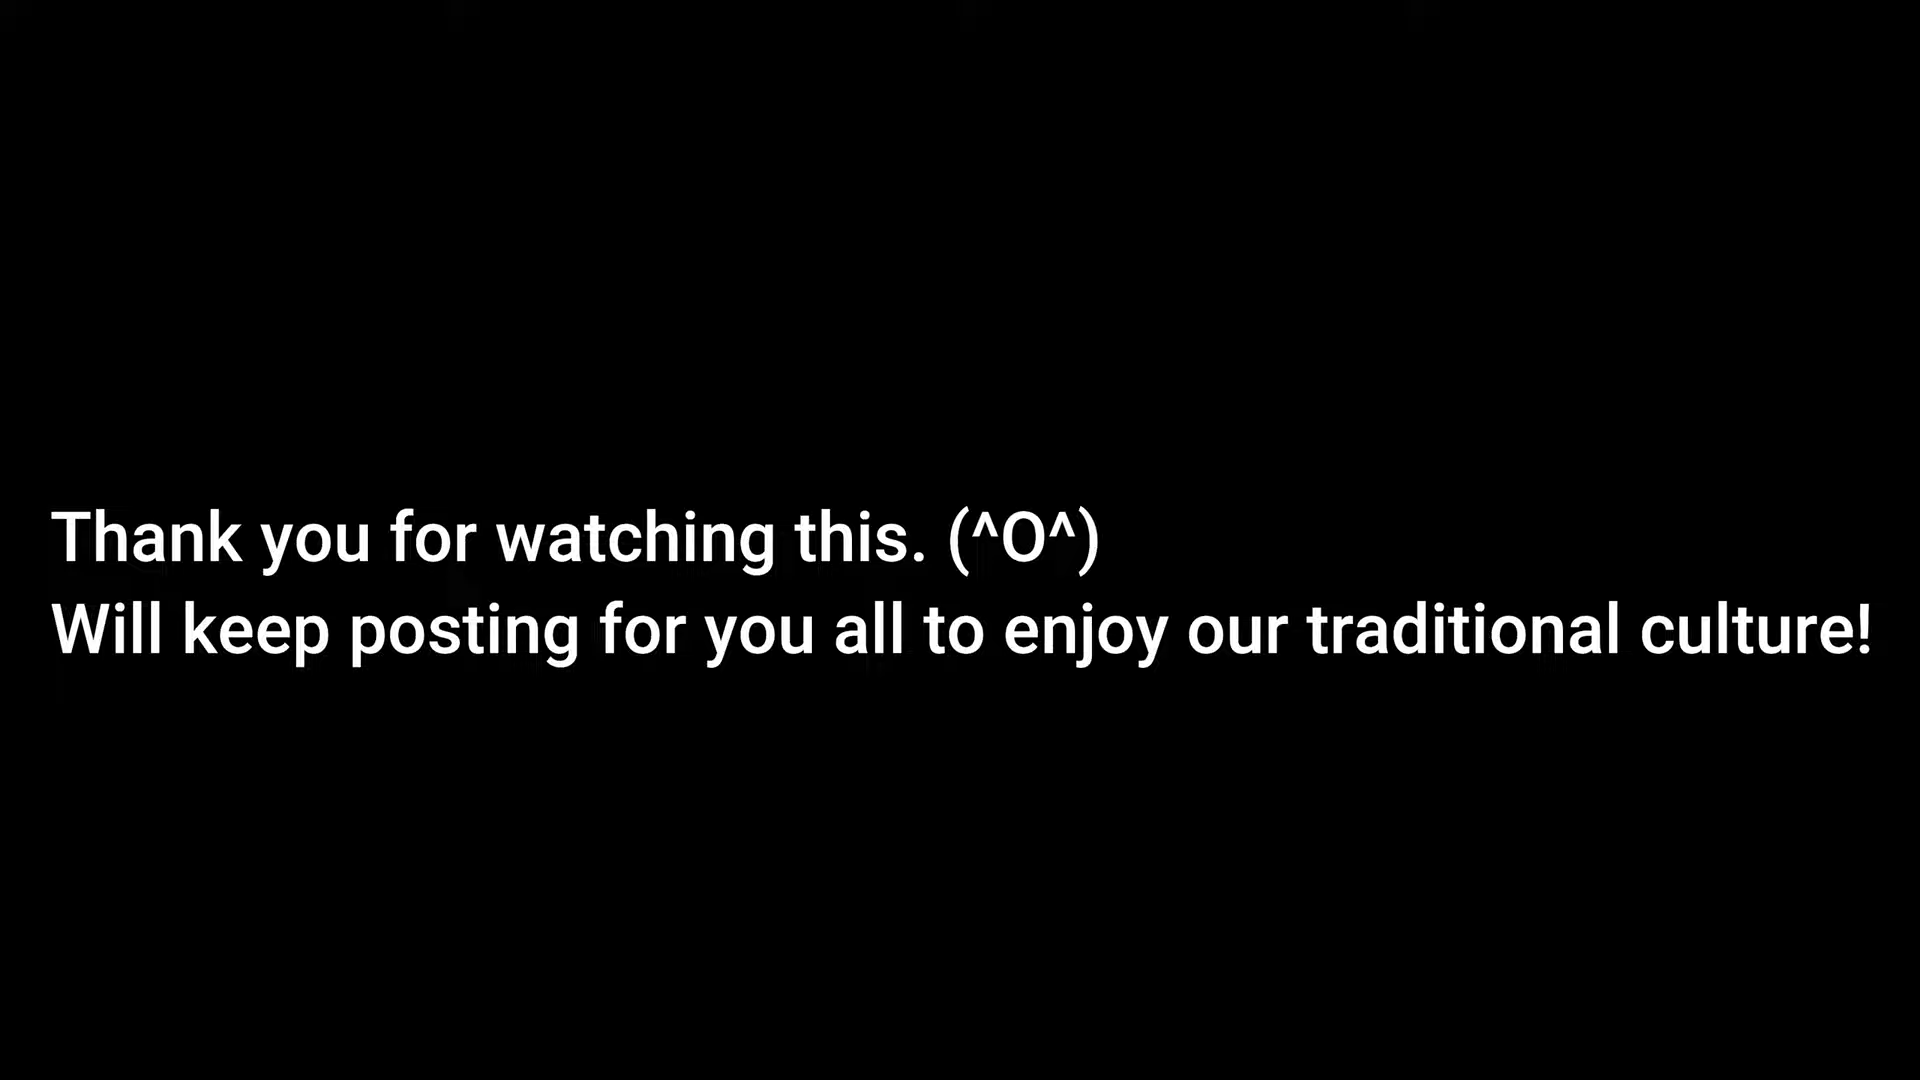 Thank you for watching this. (^O^)
Will keep posting for you all to enjoy our traditional culture!